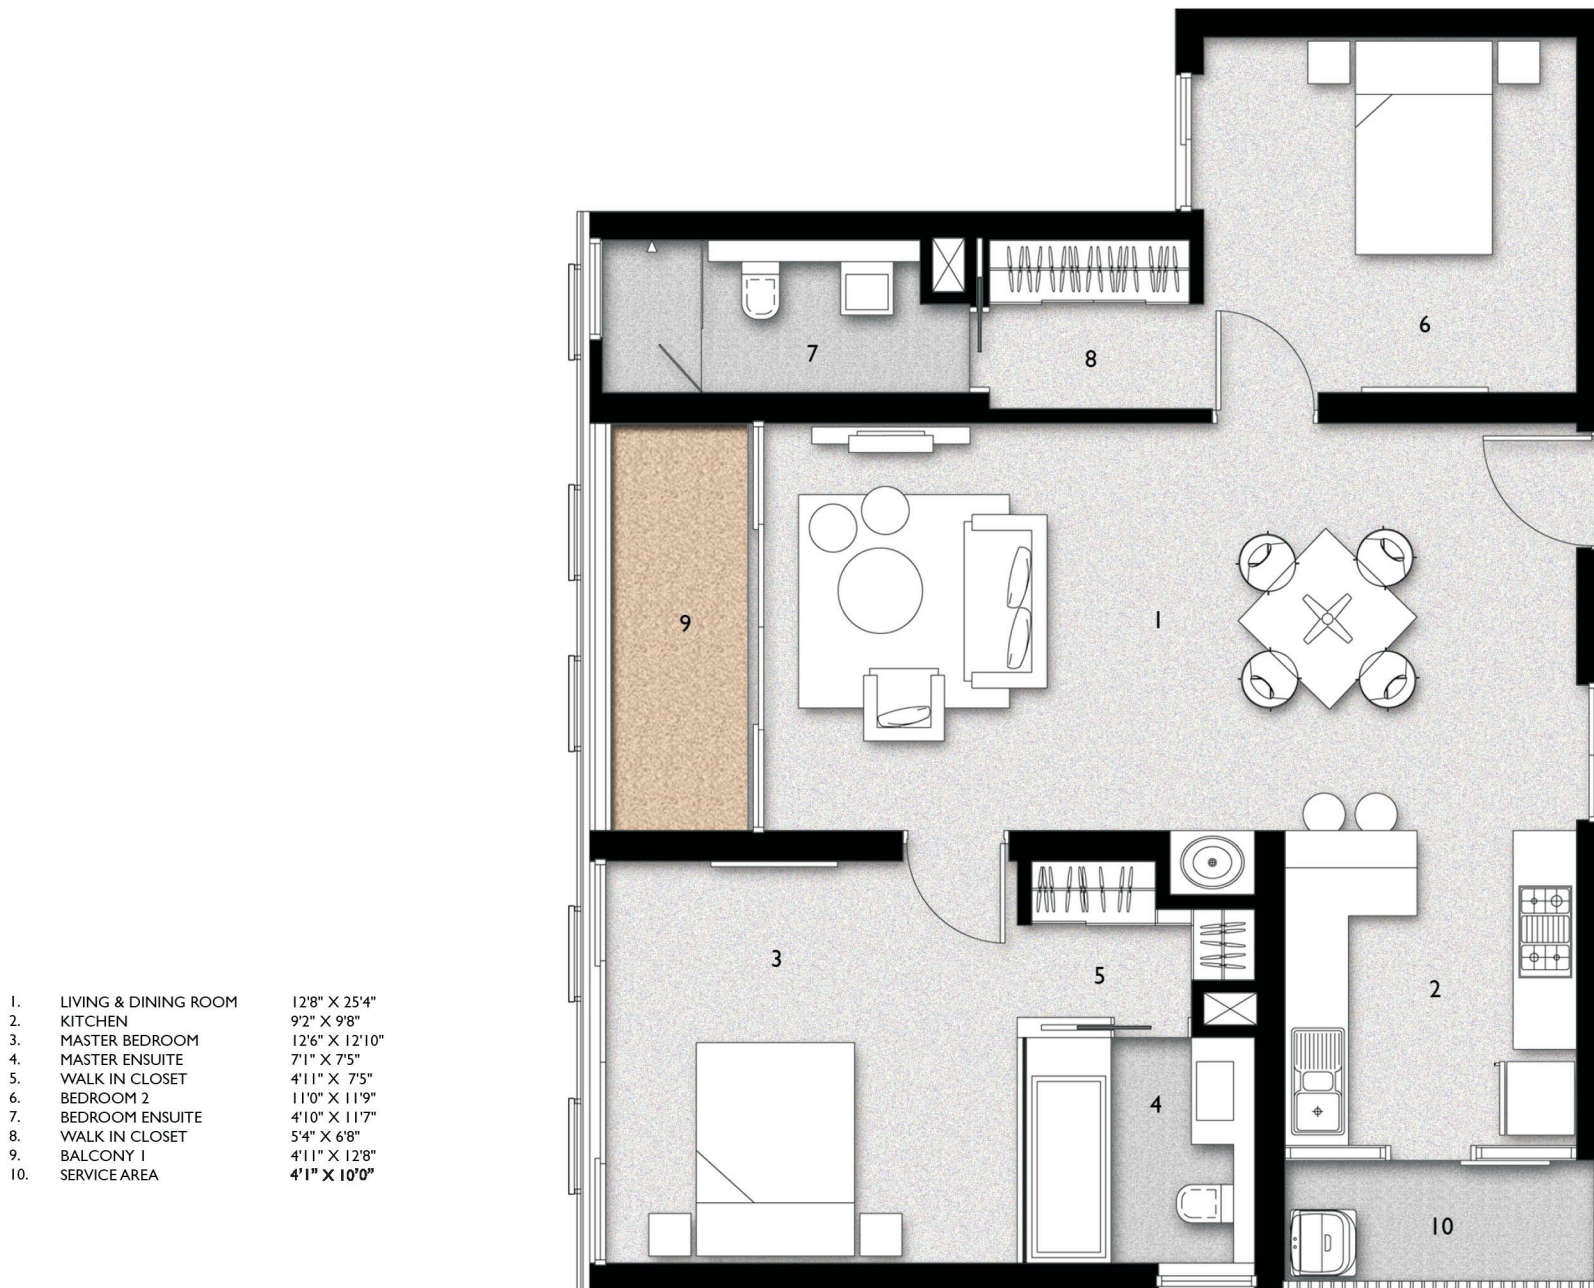 6
7
8
9
1
3
5
2
4
10
1. LIVING & DINING ROOM 12'8" X 25'4"
2. KITCHEN 9'2" X 9'8"
3. MASTER BEDROOM 12'6" X 12'10"
4. MASTER ENSUITE 7'1" X 7'5"
5. WALK IN CLOSET 4'11" X 7'5"
6. BEDROOM 2 11'0" X 11'9"
7. BEDROOM ENSUITE 4'10" X 11'7"
8. WALK IN CLOSET 5'4" X 6'8"
9. BALCONY 1 4'11" X 12'8"
10. SERVICE AREA 4'1" X 10'0"